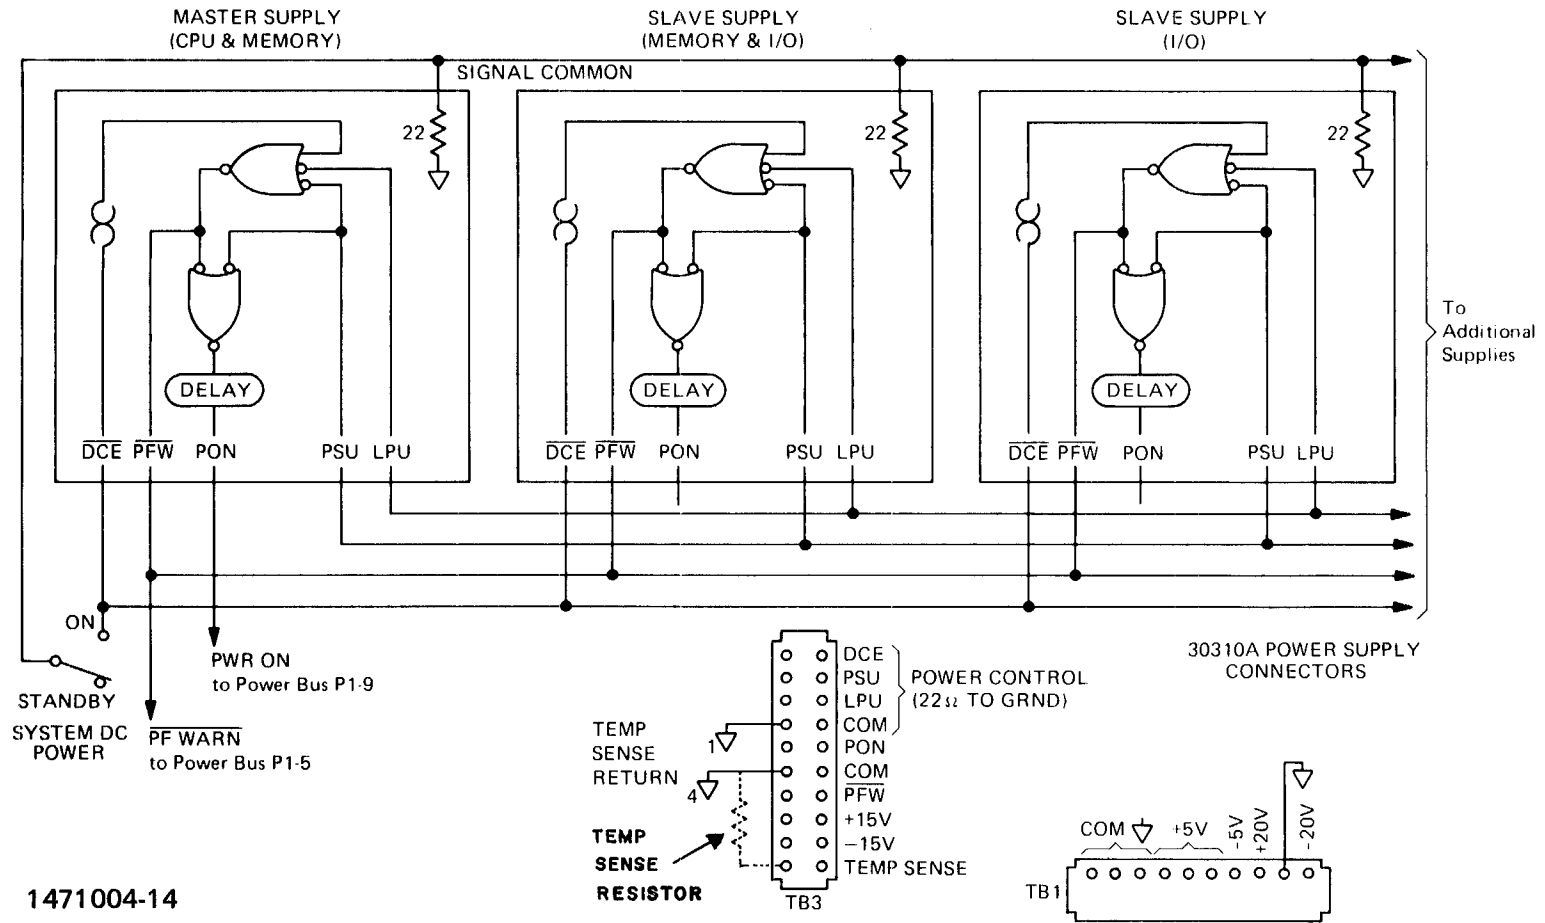 MASTER SUPPLY
(CPU & MEMORY)
SLAVE SUPPLY
(MEMORY & I/O)
SLAVE SUPPLY
(I/O)
SIGNAL COMMON
22
22
22
DELAY
DELAY
DELAY
DCE PFW PON PSU LPU
DCE PFW PON PSU LPU
DCE PFW PON PSU LPU
To
Additional
Supplies
ON
STANDBY
SYSTEM DC
POWER
PWR ON
to Power Bus P1-9
PF WARN
to Power Bus P1-5
30310A POWER SUPPLY
CONNECTORS
DCE
PSU
LPU
COM
PON
COM
PFW
+15V
−15V
TEMP SENSE
POWER CONTROL
(22Ω TO GRND)
TEMP
SENSE
RETURN
1
4
TEMP
SENSE
RESISTOR
TB3
COM +5V -5V +20V -20V
TB1
1471004-14